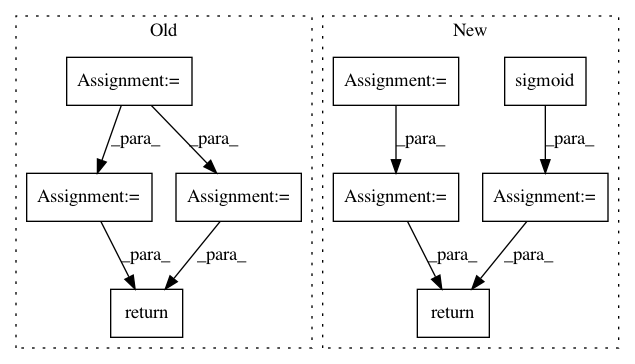 Old
New
Assignment:=
Assignment:=
sigmoid
_para_
_para_
_para_
_para_
Assignment:=
Assignment:=
Assignment:=
Assignment:=
_para_
_para_
_para_
_para_
return
return